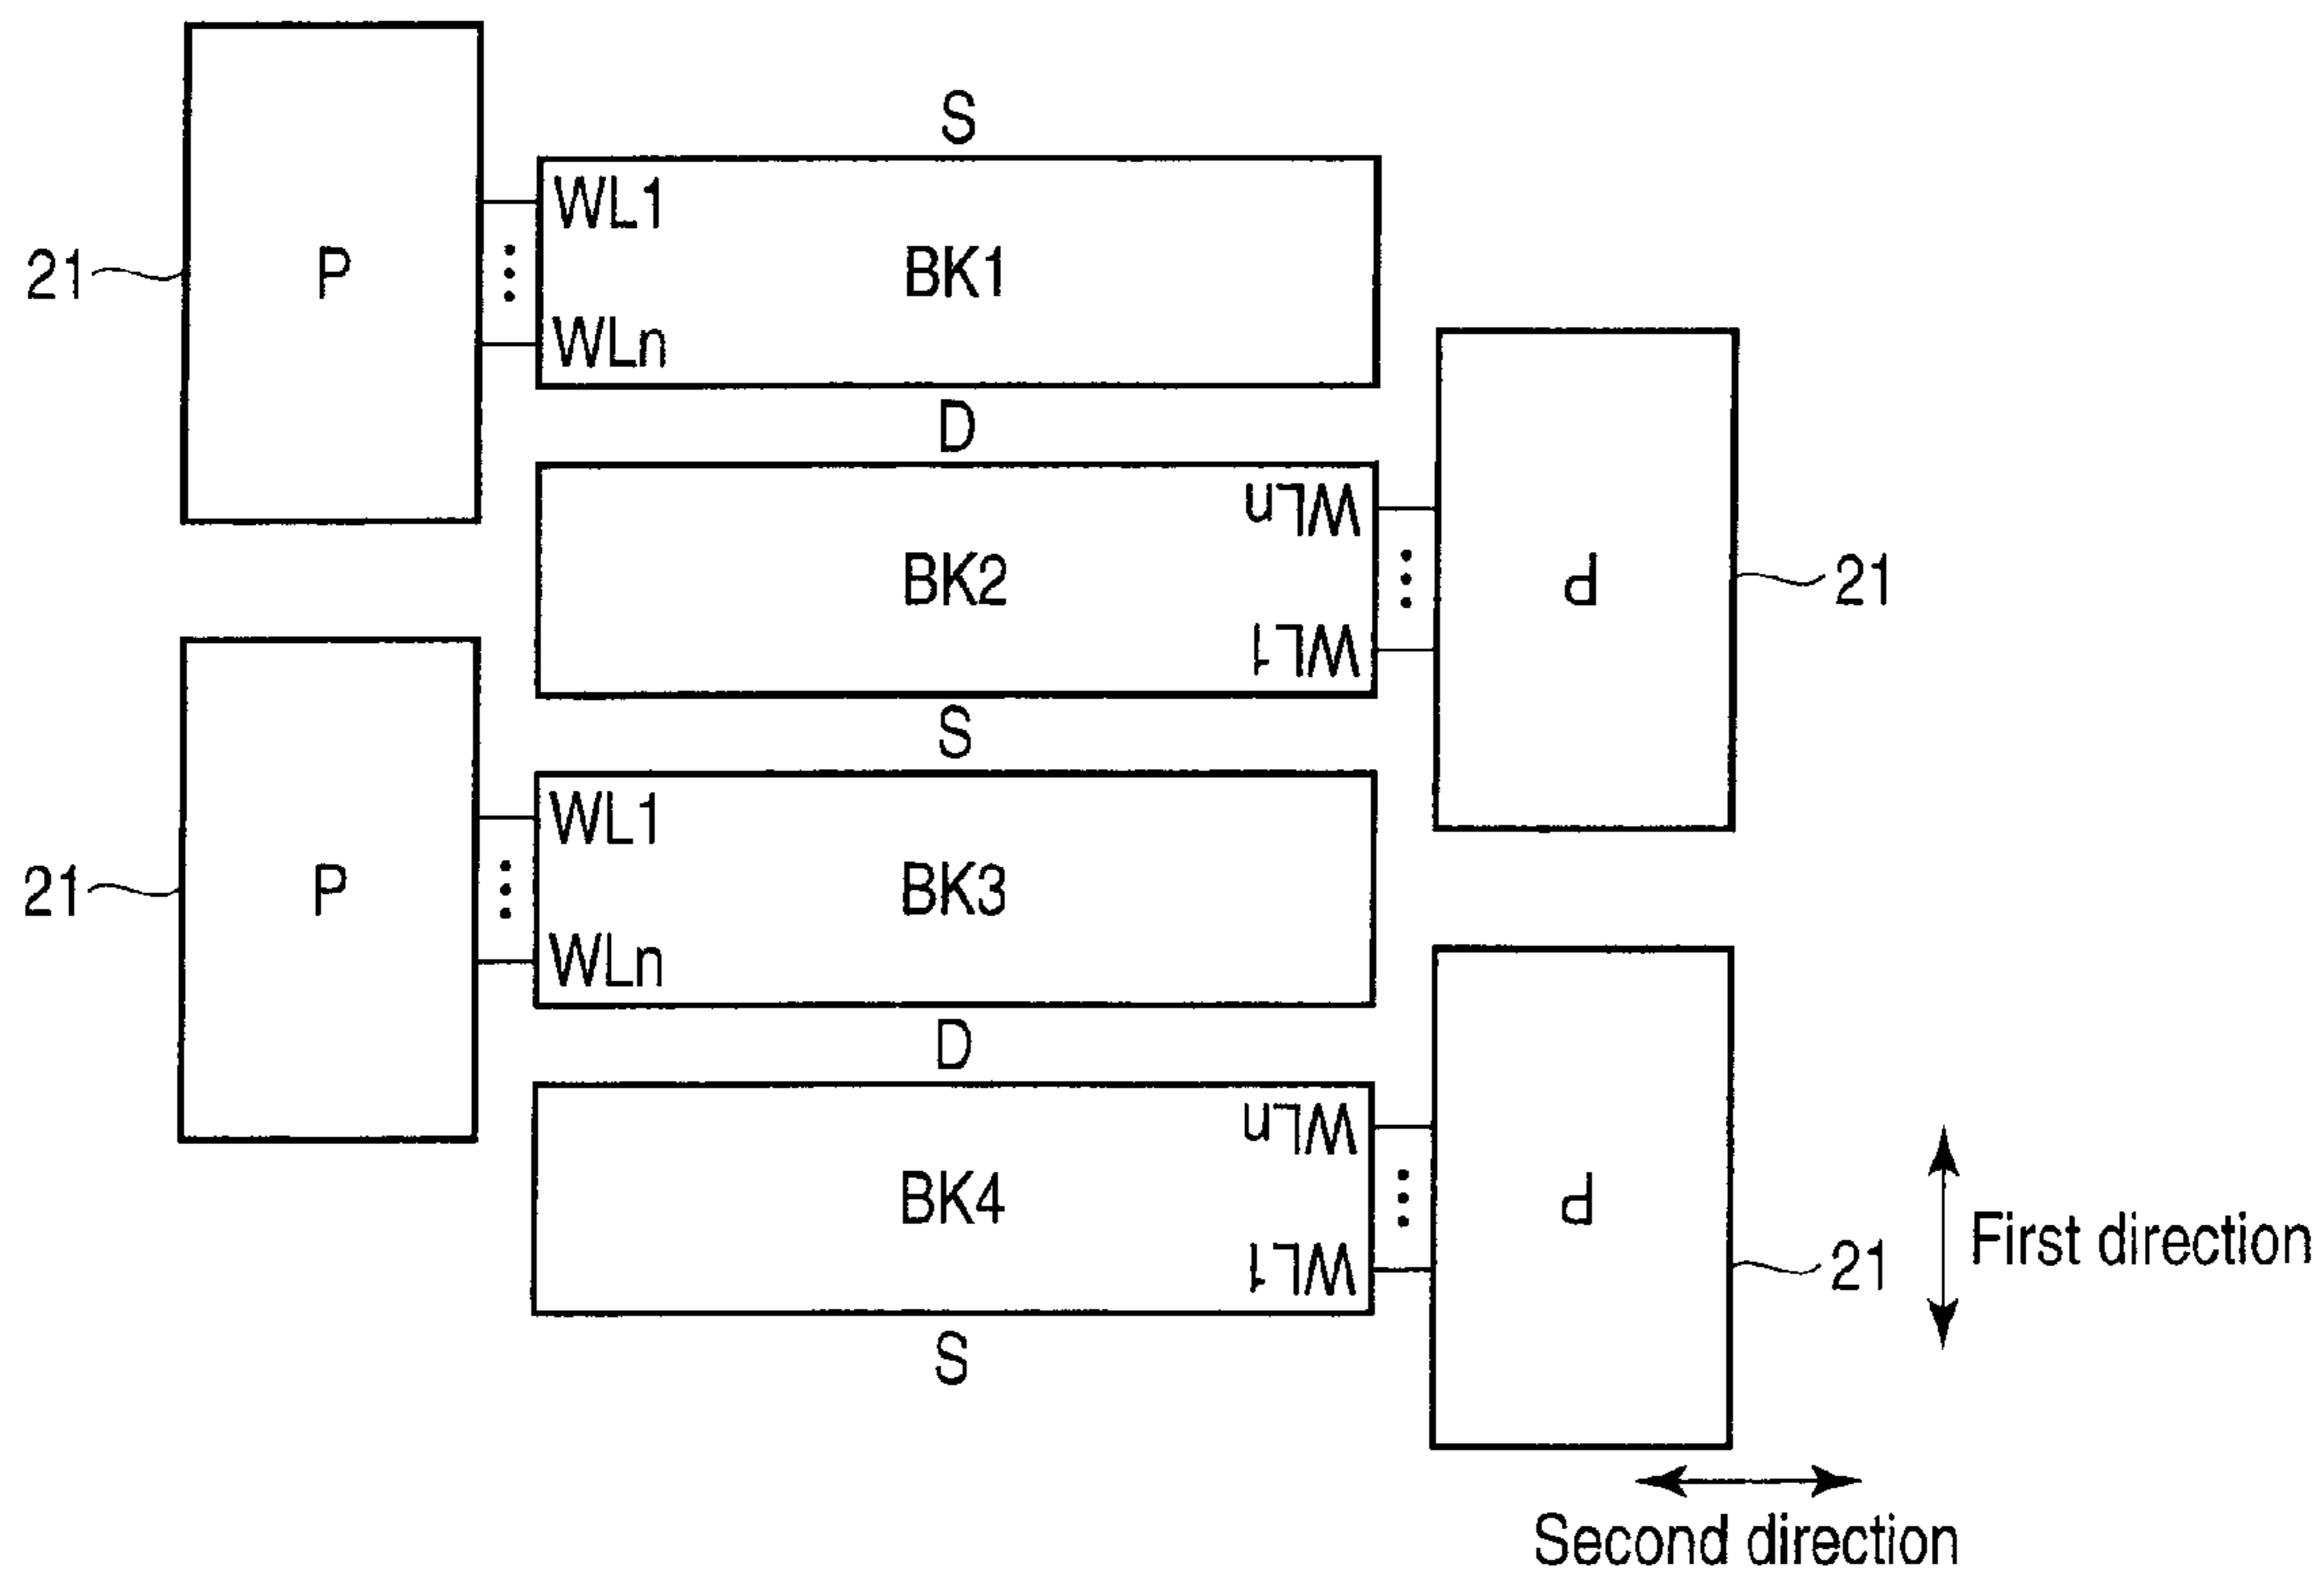 S
WL1
21
P
BK1
WLn
D
WLn
BK2
P
21
WL1
S
WL1
21
P
BK3
WLn
D
WLn
BK4
P
WL1
21
First direction
S
Second direction